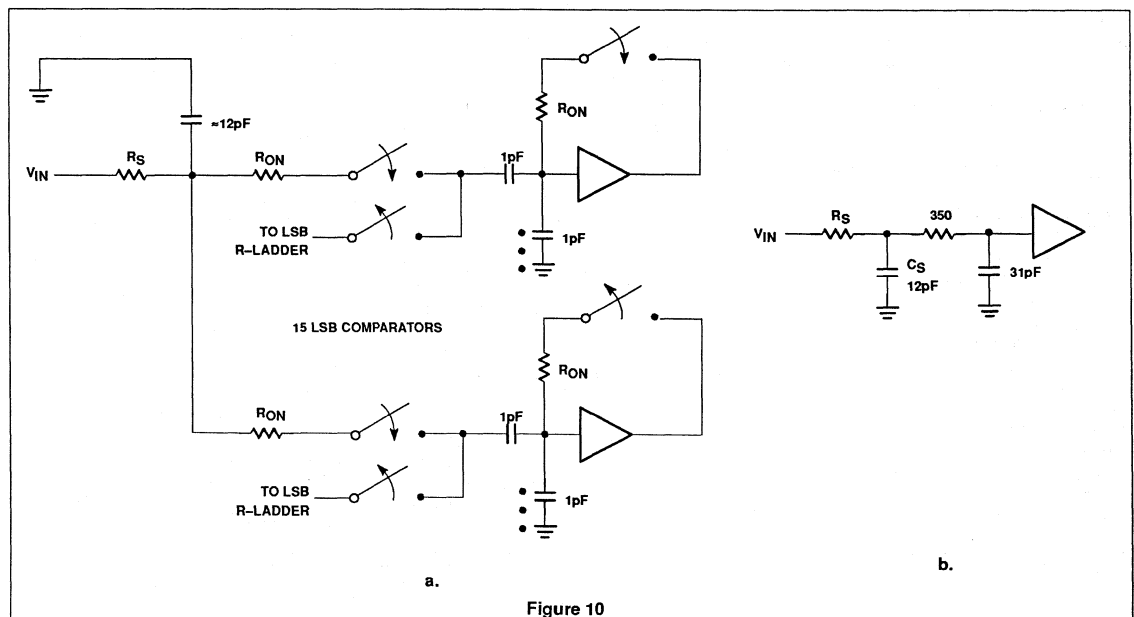 ≈12pF
RS
RON
VIN
1pF
RON
TO LSB
R–LADDER
1pF
15 LSB COMPARATORS
RON
1pF
RON
TO LSB
R–LADDER
1pF
a.
RS
350
VIN
CS
12pF
31pF
b.
Figure 10